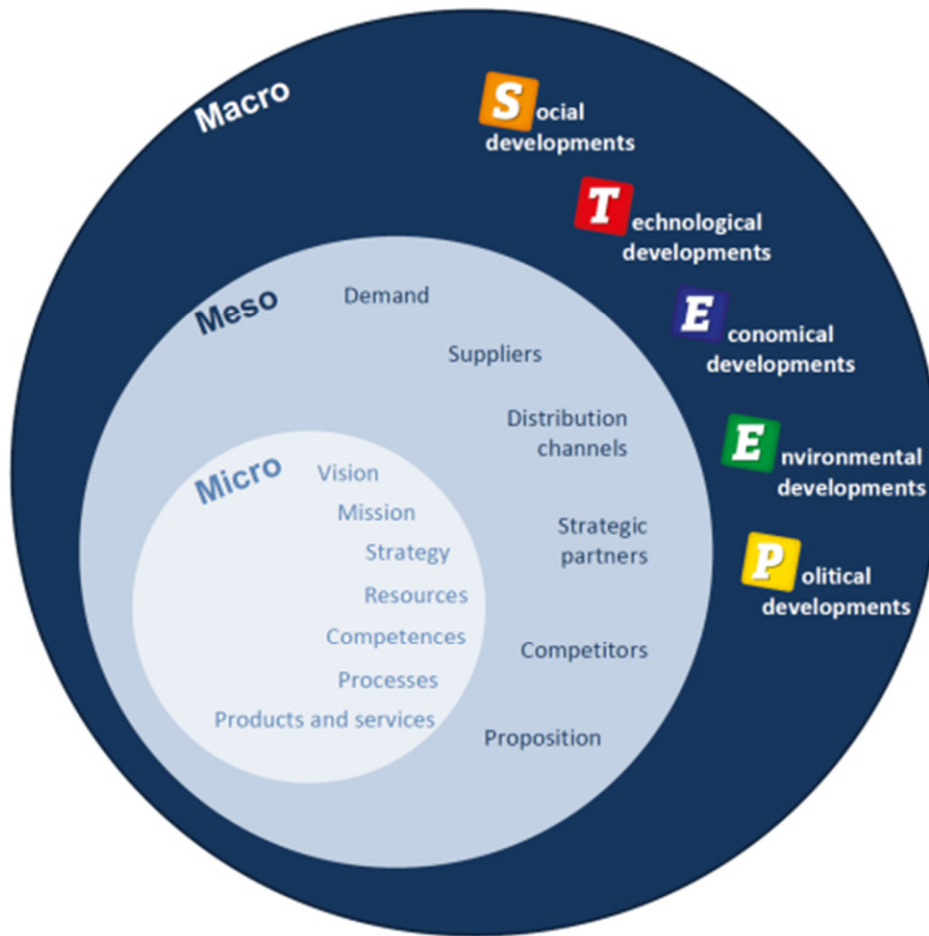 Macro
Social
developments
Technological
developments
Economical
developments
Environmental
developments
Political
developments
Meso
Demand
Suppliers
Distribution
channels
Strategic
partners
Competitors
Proposition
Micro
Vision
Mission
Strategy
Resources
Competences
Processes
Products and services